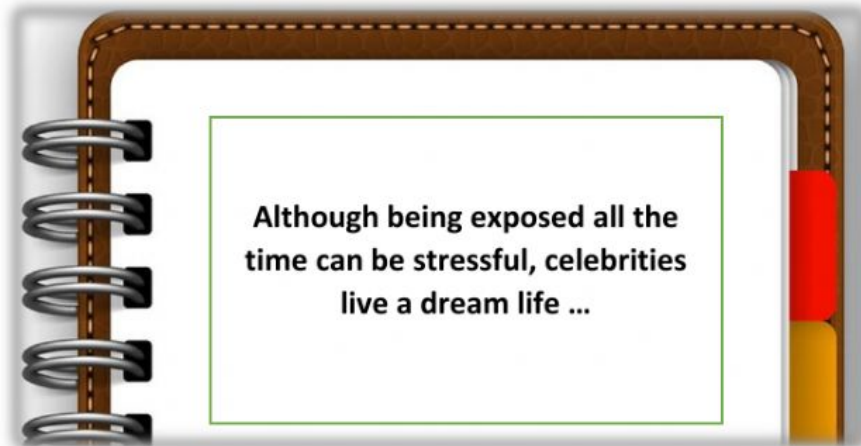 Although being exposed all the
time can be stressful, celebrities
live a dream life ...